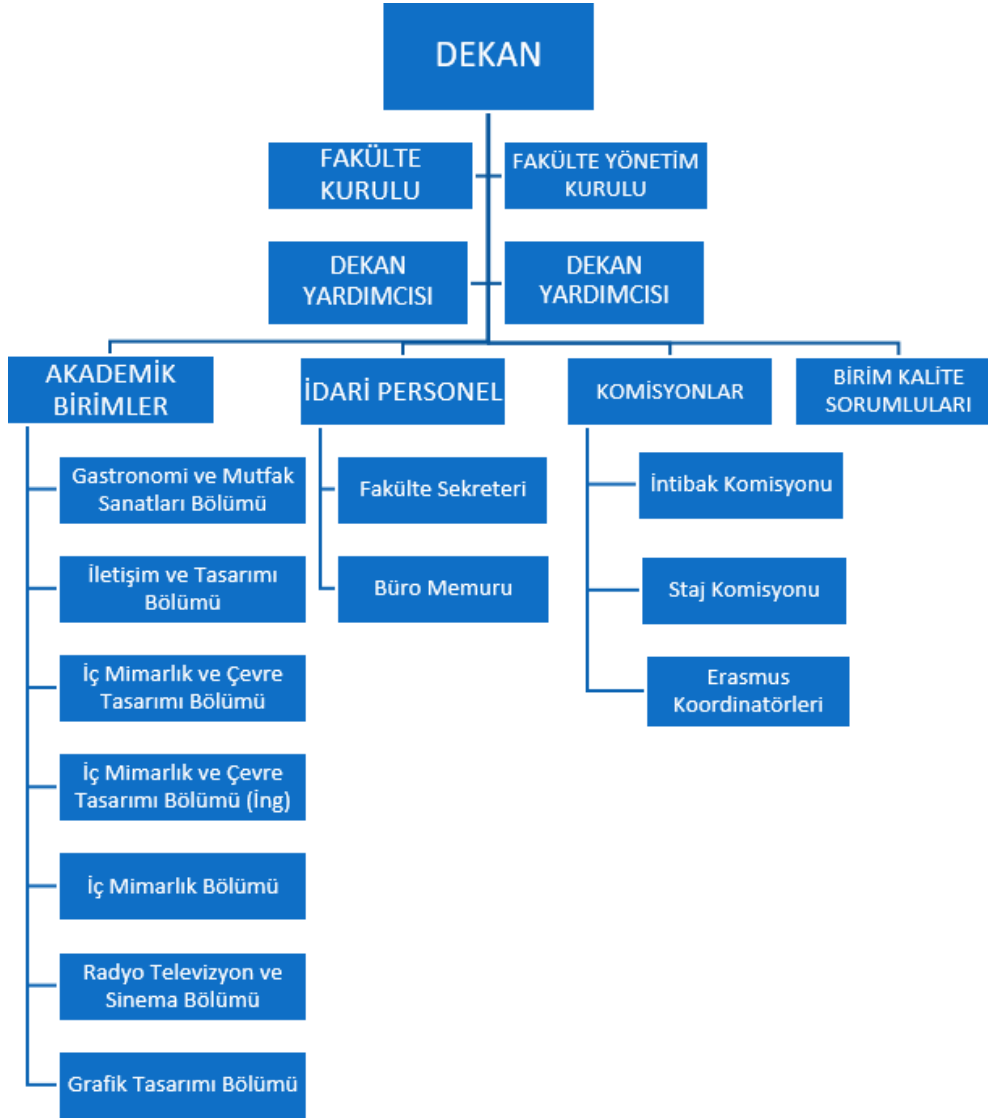 DEKAN
FAKÜLTE
KURULU
FAKÜLTE YÖNETİM
KURULU
DEKAN
YARDIMCISI
DEKAN
YARDIMCISI
AKADEMİK
BİRİMLER
İDARİ PERSONEL
KOMİSYONLAR
BİRİM KALİTE
SORUMLULARI
Gastronomi ve Mutfak
Sanatları Bölümü
İletişim ve Tasarımı
Bölümü
İç Mimarlık ve Çevre
Tasarımı Bölümü
İç Mimarlık ve Çevre
Tasarımı Bölümü (İng)
İç Mimarlık Bölümü
Radyo Televizyon ve
Sinema Bölümü
Grafik Tasarımı Bölümü
Fakülte Sekreteri
Büro Memuru
İntibak Komisyonu
Staj Komisyonu
Erasmus
Koordinatörleri